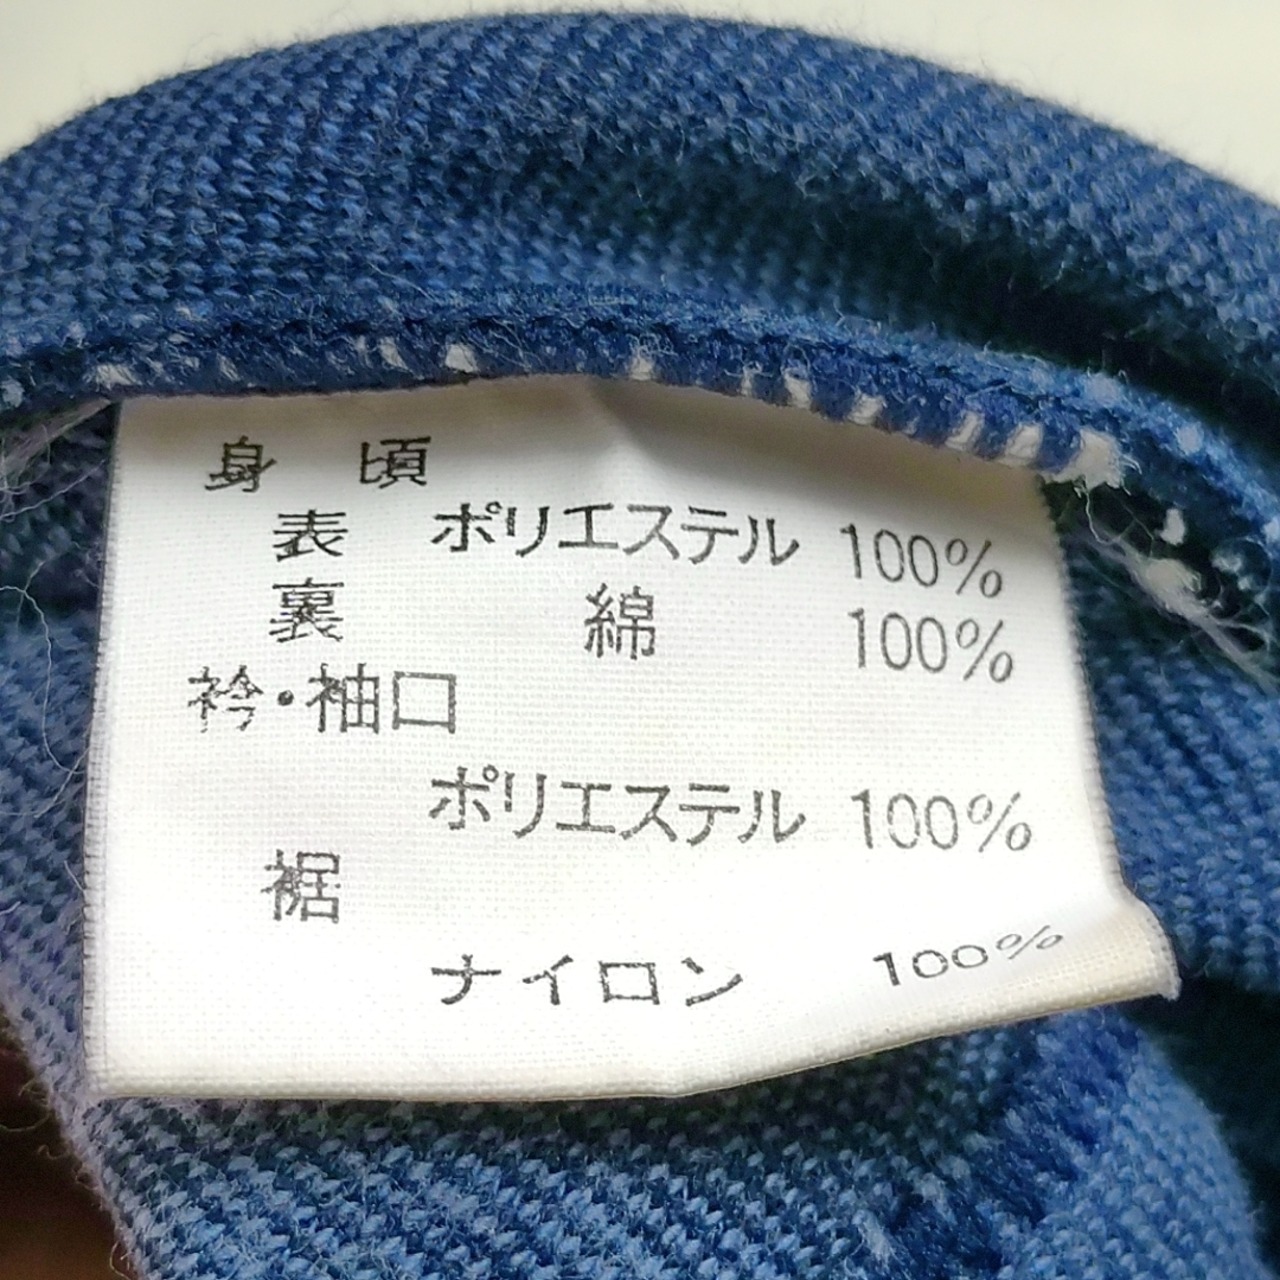 身頃
表 ポリエステル 100%
裏 綿 100%
衿・袖口
ポリエステル 100%
裾
ナイロン 100%